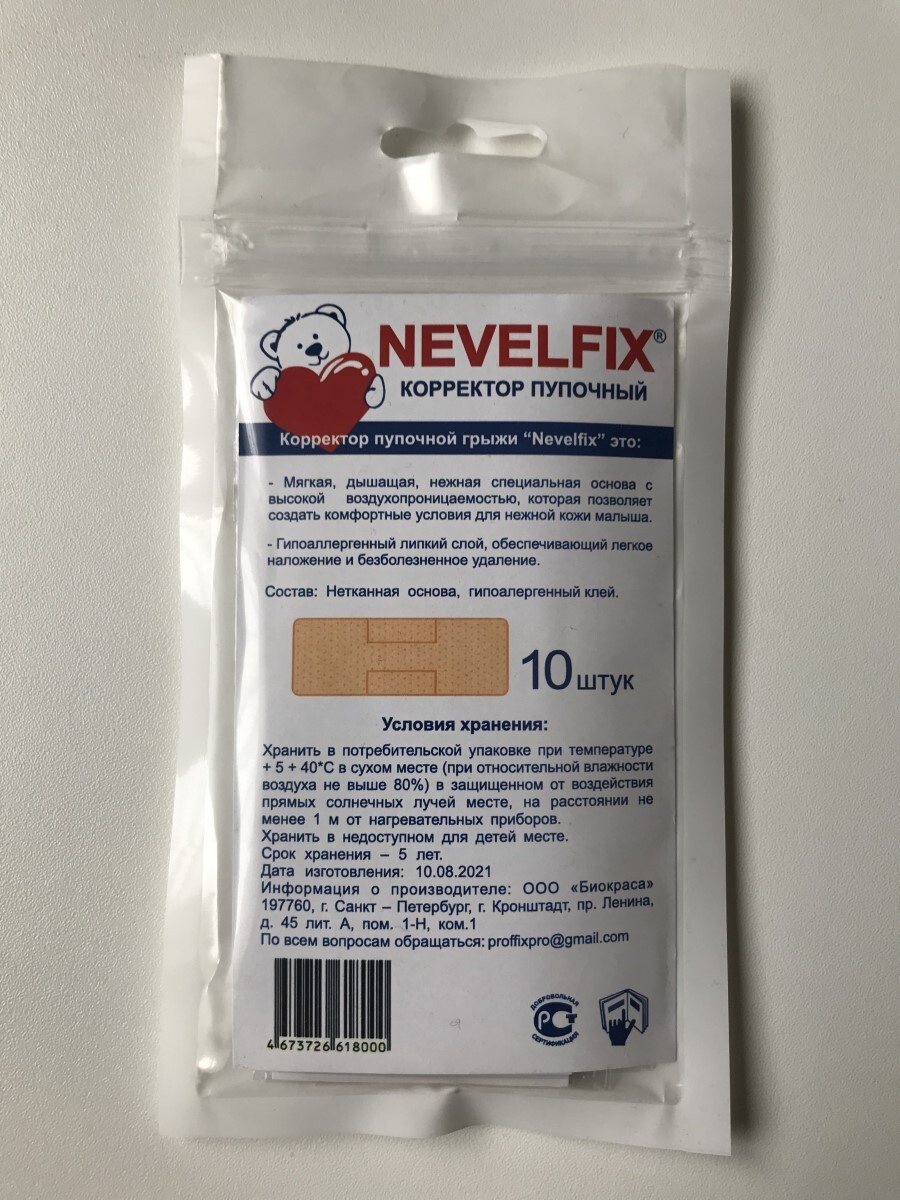 NEVELFIX®
КОРРЕКТОР ПУПОЧНЫЙ
Корректор пупочной грыжи “Nevelfix” это:
- Мягкая, дышащая, нежная специальная основа с
высокой воздухопроницаемостью, которая позволяет
создать комфортные условия для нежной кожи малыша.
- Гипоаллергенный липкий слой, обеспечивающий легкое
наложение и безболезненное удаление.
Состав: Нетканная основа, гипоалергенный клей.
10 штук
Условия хранения:
Хранить в потребительской упаковке при температуре
+ 5 + 40*С в сухом месте (при относительной влажности
воздуха не выше 80%) в защищенном от воздействия
прямых солнечных лучей месте, на расстоянии не
менее 1 м от нагревательных приборов.
Хранить в недоступном для детей месте.
Срок хранения – 5 лет.
Дата изготовления: 10.08.2021
Информация о производителе: ООО «Биокраса»
197760, г. Санкт – Петербург, г. Кронштадт, пр. Ленина,
д. 45 лит. А, пом. 1-Н, ком.1
По всем вопросам обращаться: proffixpro@gmail.com
ДОБРОВОЛЬНАЯ
РСТ
СЕРТИФИКАЦИЯ
4 673726 618000